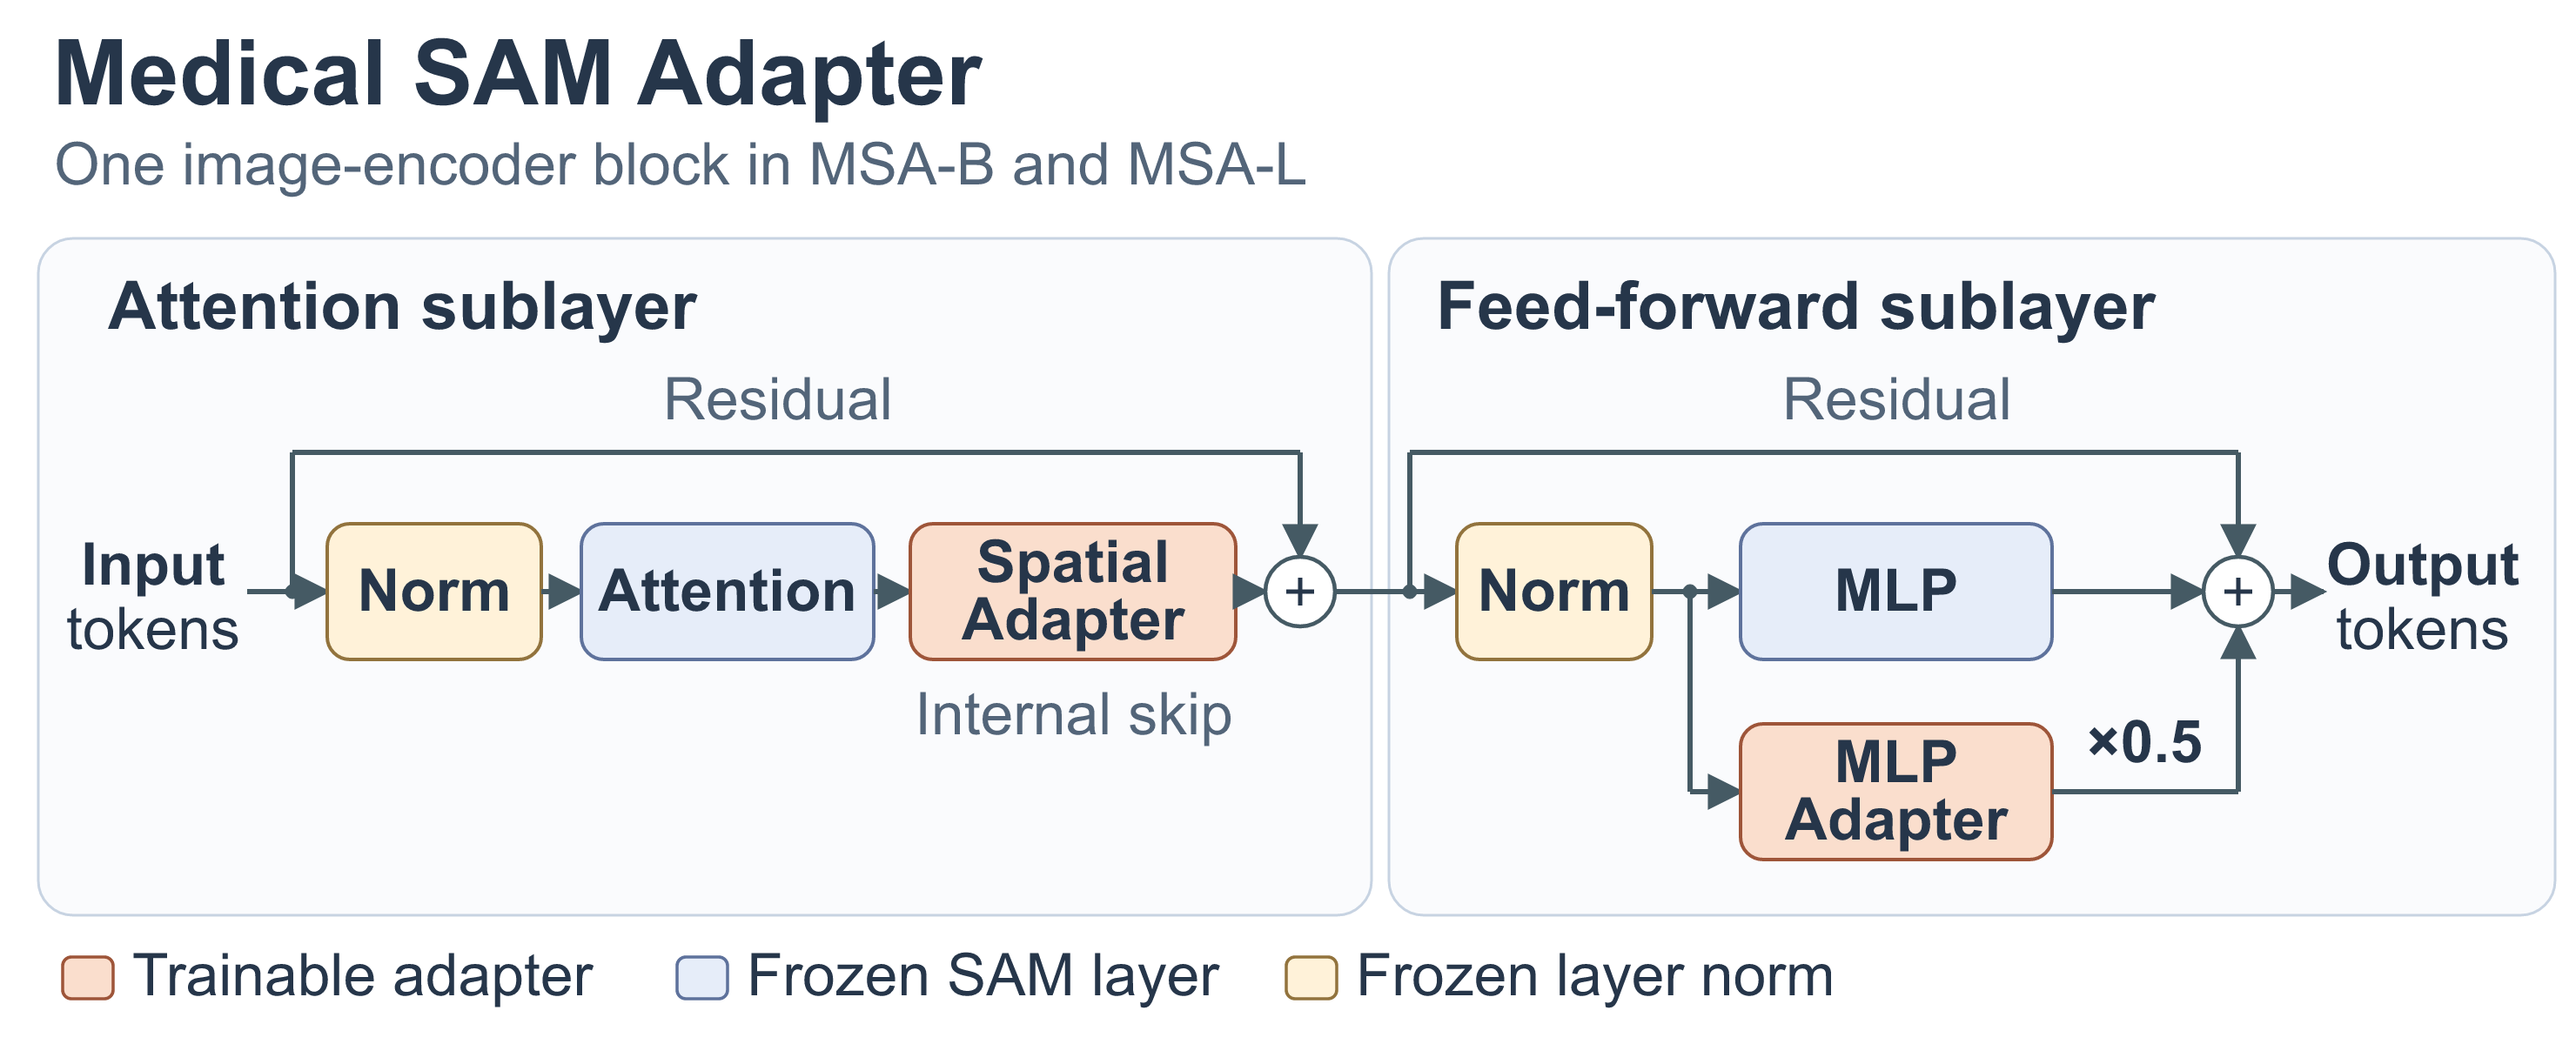 Medical SAM Adapter
One image-encoder block in MSA-B and MSA-L
Attention sublayer
Residual
Input
tokens
Norm
Attention
Spatial
Adapter
+
Internal skip
Feed-forward sublayer
Residual
Norm
MLP
+
Output
tokens
MLP
Adapter
×0.5
Trainable adapter
Frozen SAM layer
Frozen layer norm